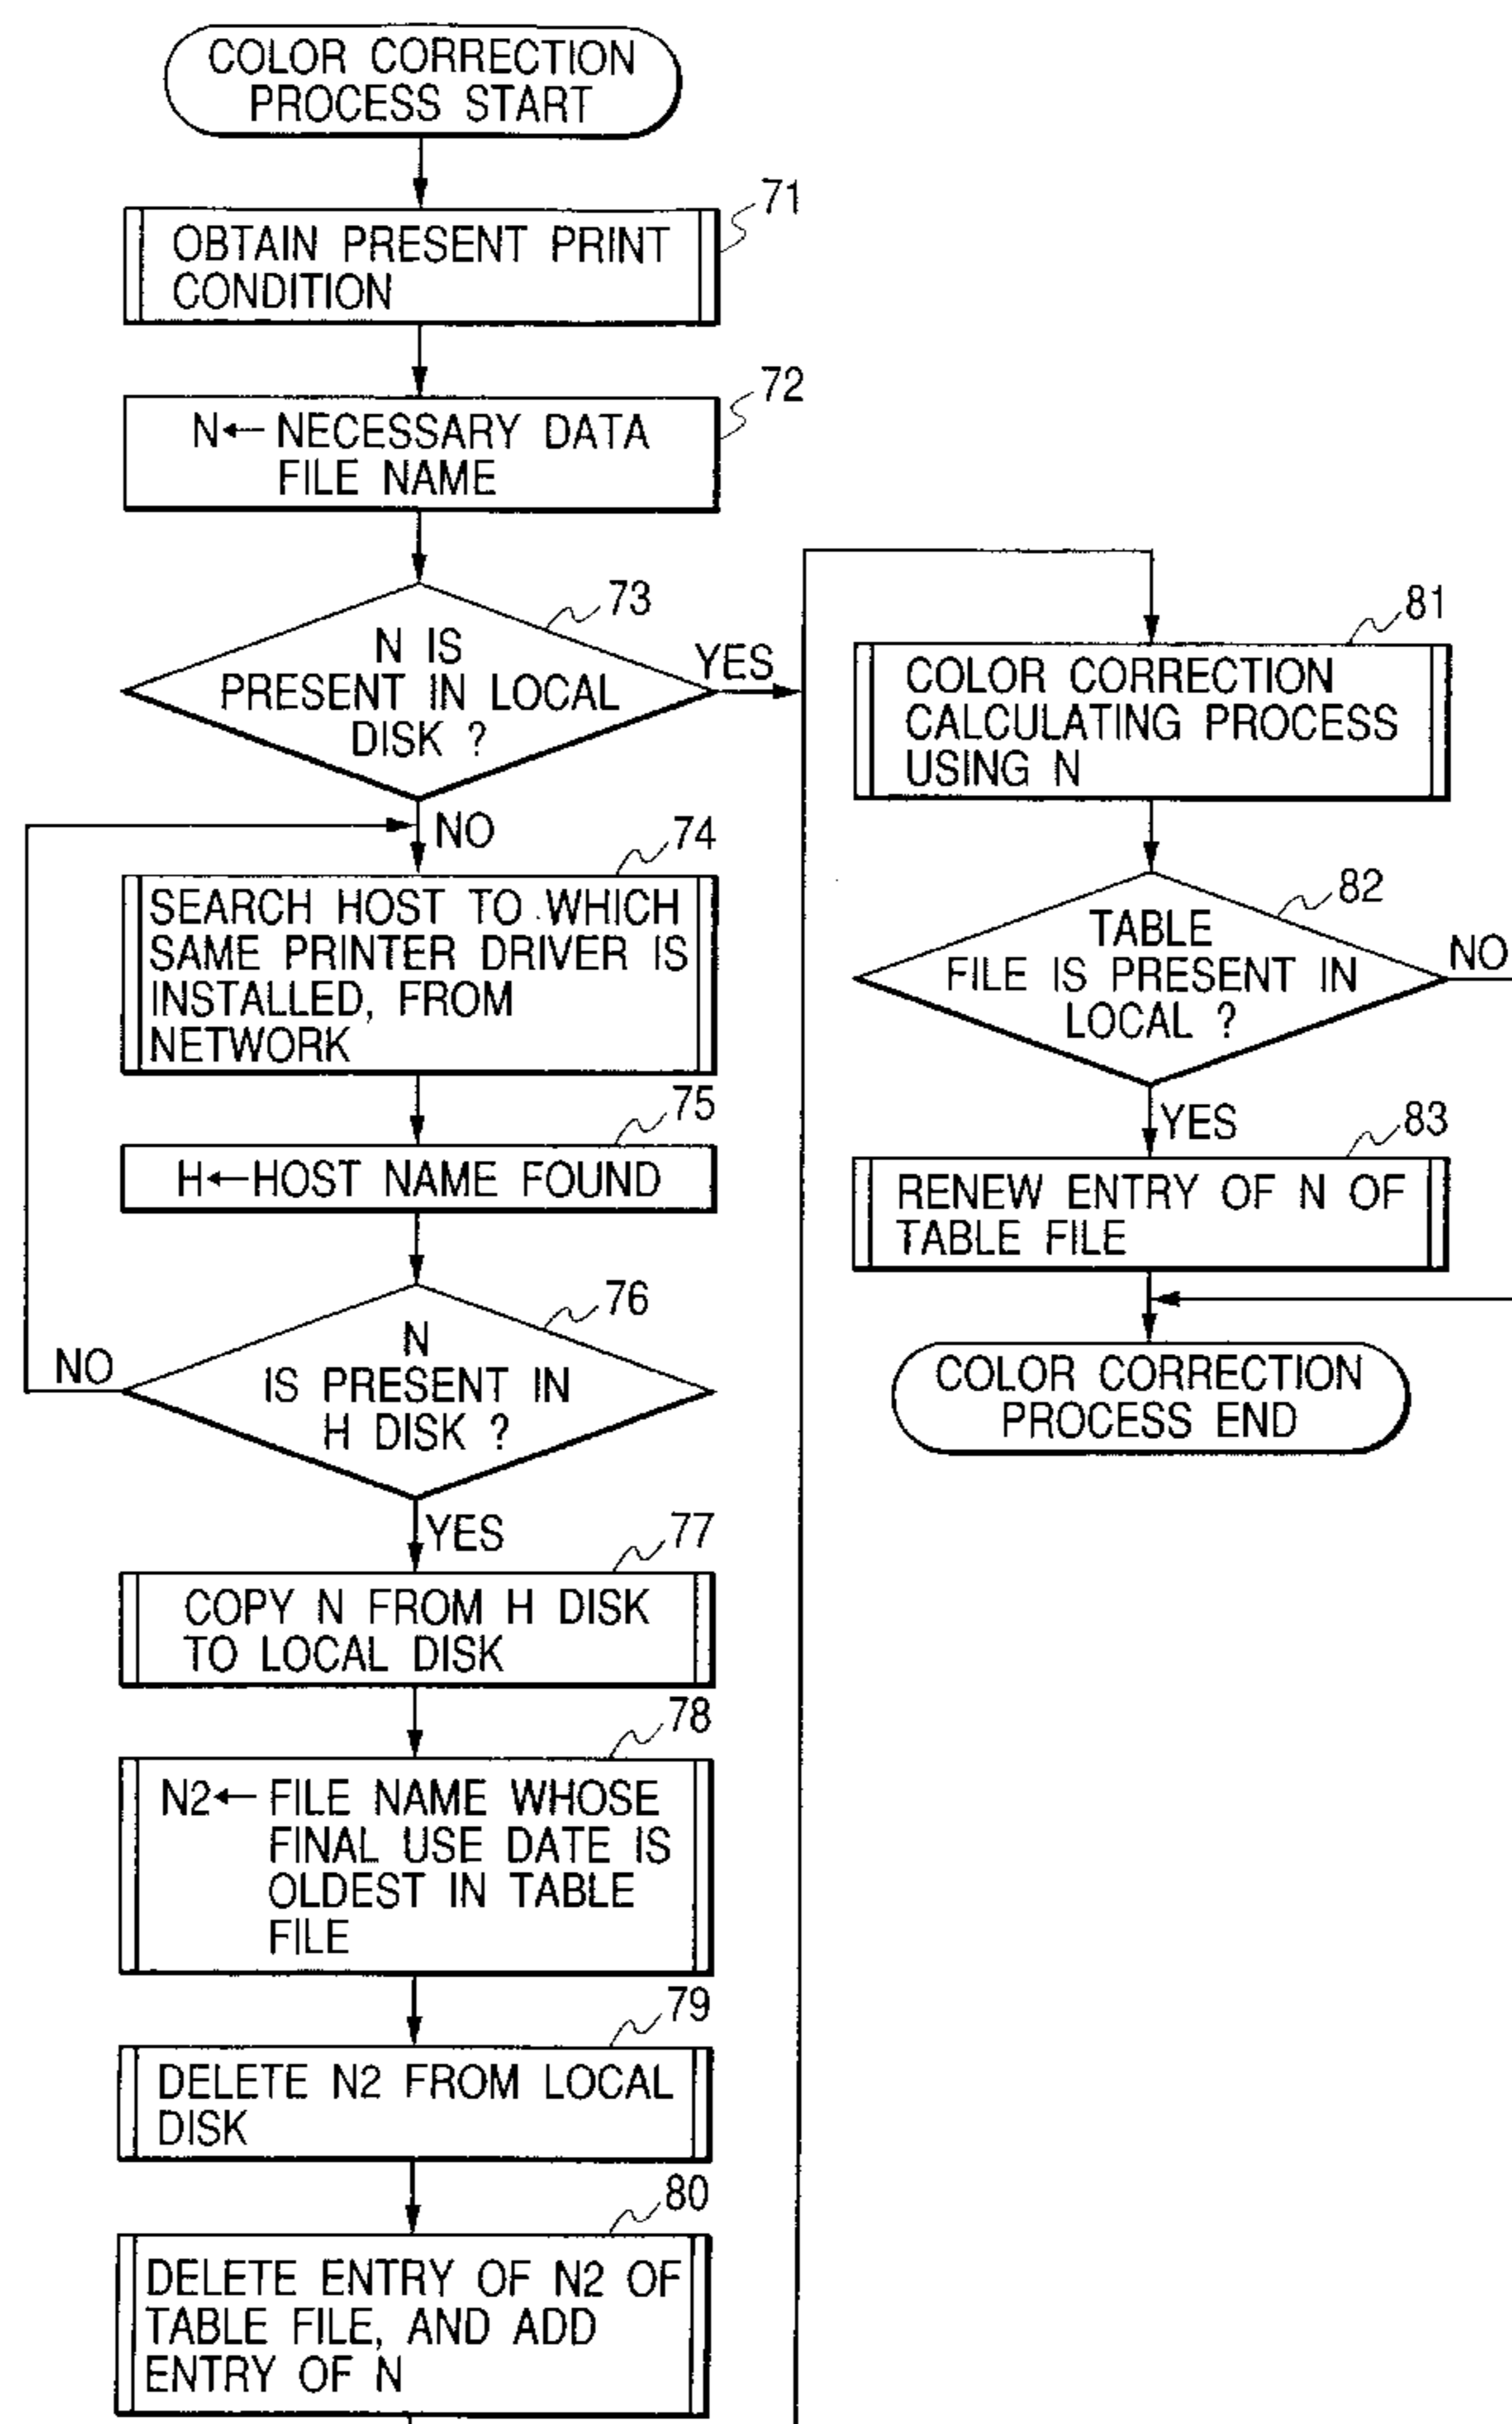 COLOR CORRECTION
PROCESS START
71
OBTAIN PRESENT PRINT
CONDITION
72
N←NECESSARY DATA
FILE NAME
73
N IS
PRESENT IN LOCAL
DISK ?
YES
NO
74
SEARCH HOST TO WHICH
SAME PRINTER DRIVER IS
INSTALLED, FROM
NETWORK
75
H←HOST NAME FOUND
76
N
IS PRESENT IN
H DISK ?
NO
YES
77
COPY N FROM H DISK
TO LOCAL DISK
78
N2←FILE NAME WHOSE
FINAL USE DATE IS
OLDEST IN TABLE
FILE
79
DELETE N2 FROM LOCAL
DISK
80
DELETE ENTRY OF N2 OF
TABLE FILE, AND ADD
ENTRY OF N
81
COLOR CORRECTION
CALCULATING PROCESS
USING N
82
TABLE
FILE IS PRESENT IN
LOCAL ?
NO
YES
83
RENEW ENTRY OF N OF
TABLE FILE
COLOR CORRECTION
PROCESS END